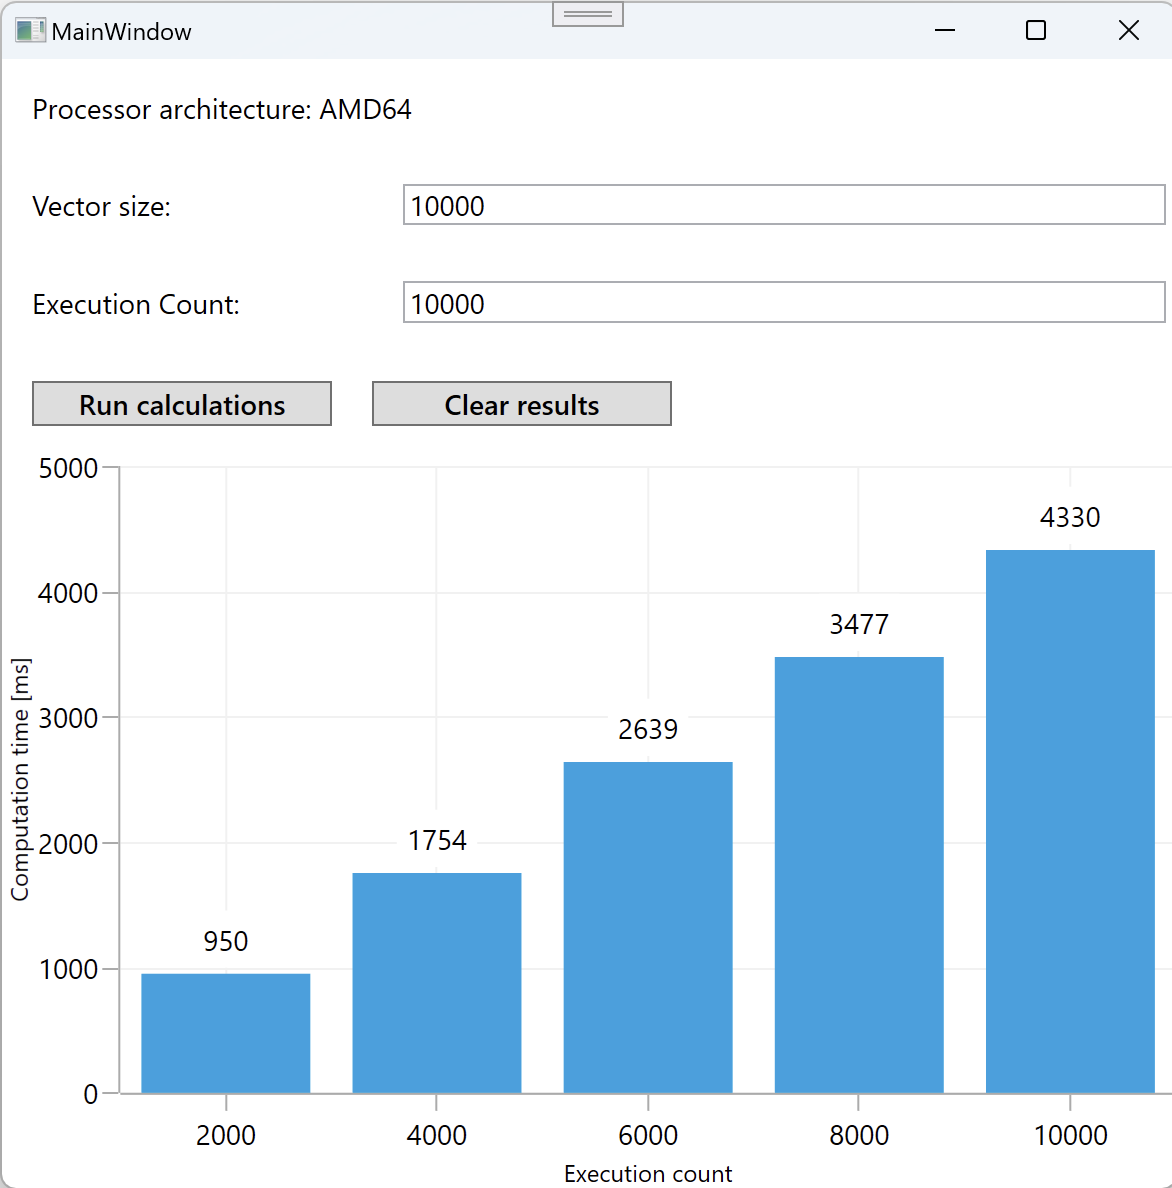 MainWindow
Processor architecture: AMD64
Vector size:
10000
Execution Count:
10000
Run calculations
Clear results
5000
4000
3000
2000
1000
0
Computation time [ms]
950
1754
2639
3477
4330
2000
4000
6000
8000
10000
Execution count